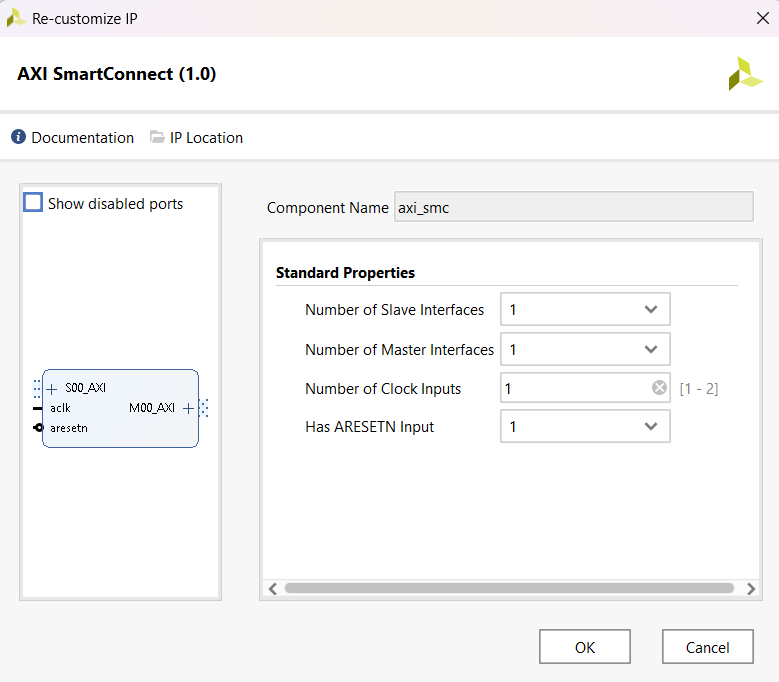 Re-customize IP
AXI SmartConnect (1.0)
Documentation IP Location
Show disabled ports
S00_AXI
aclk M00_AXI
aresetn
Component Name axi_smc
Standard Properties
Number of Slave Interfaces 1
Number of Master Interfaces 1
Number of Clock Inputs 1 [1 - 2]
Has ARESETN Input 1
OK Cancel